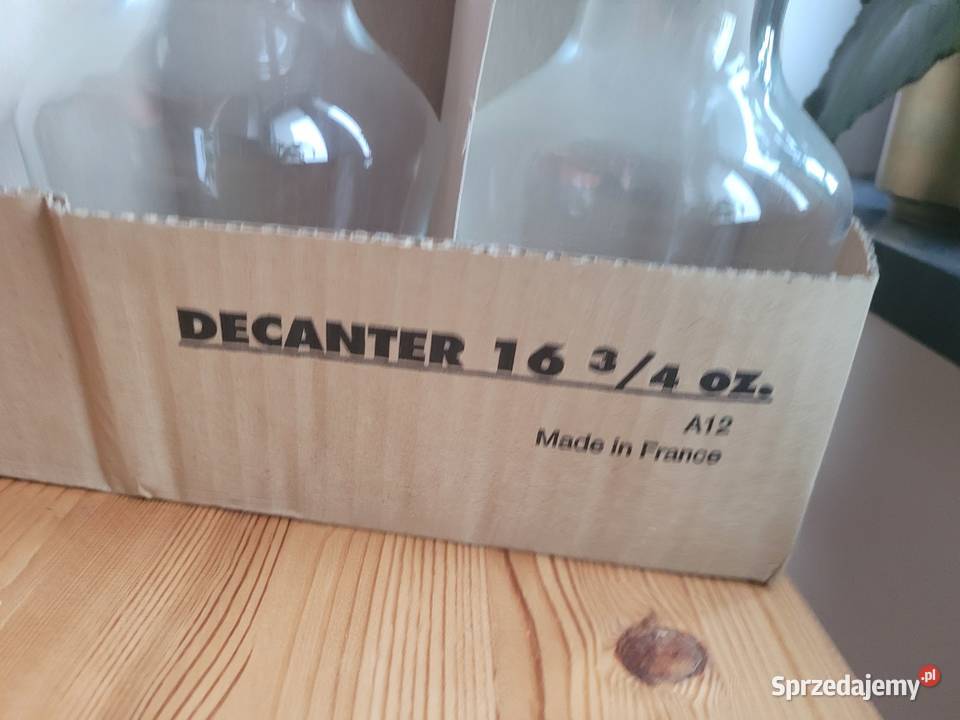 DECANTER 16 3/4 oz.
A12
Made in France
Sprzedajemy.pl